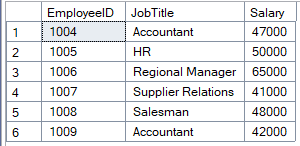 EmployeeID JobTitle Salary
1 1004 Accountant 47000
2 1005 HR 50000
3 1006 Regional Manager 65000
4 1007 Supplier Relations 41000
5 1008 Salesman 48000
6 1009 Accountant 42000